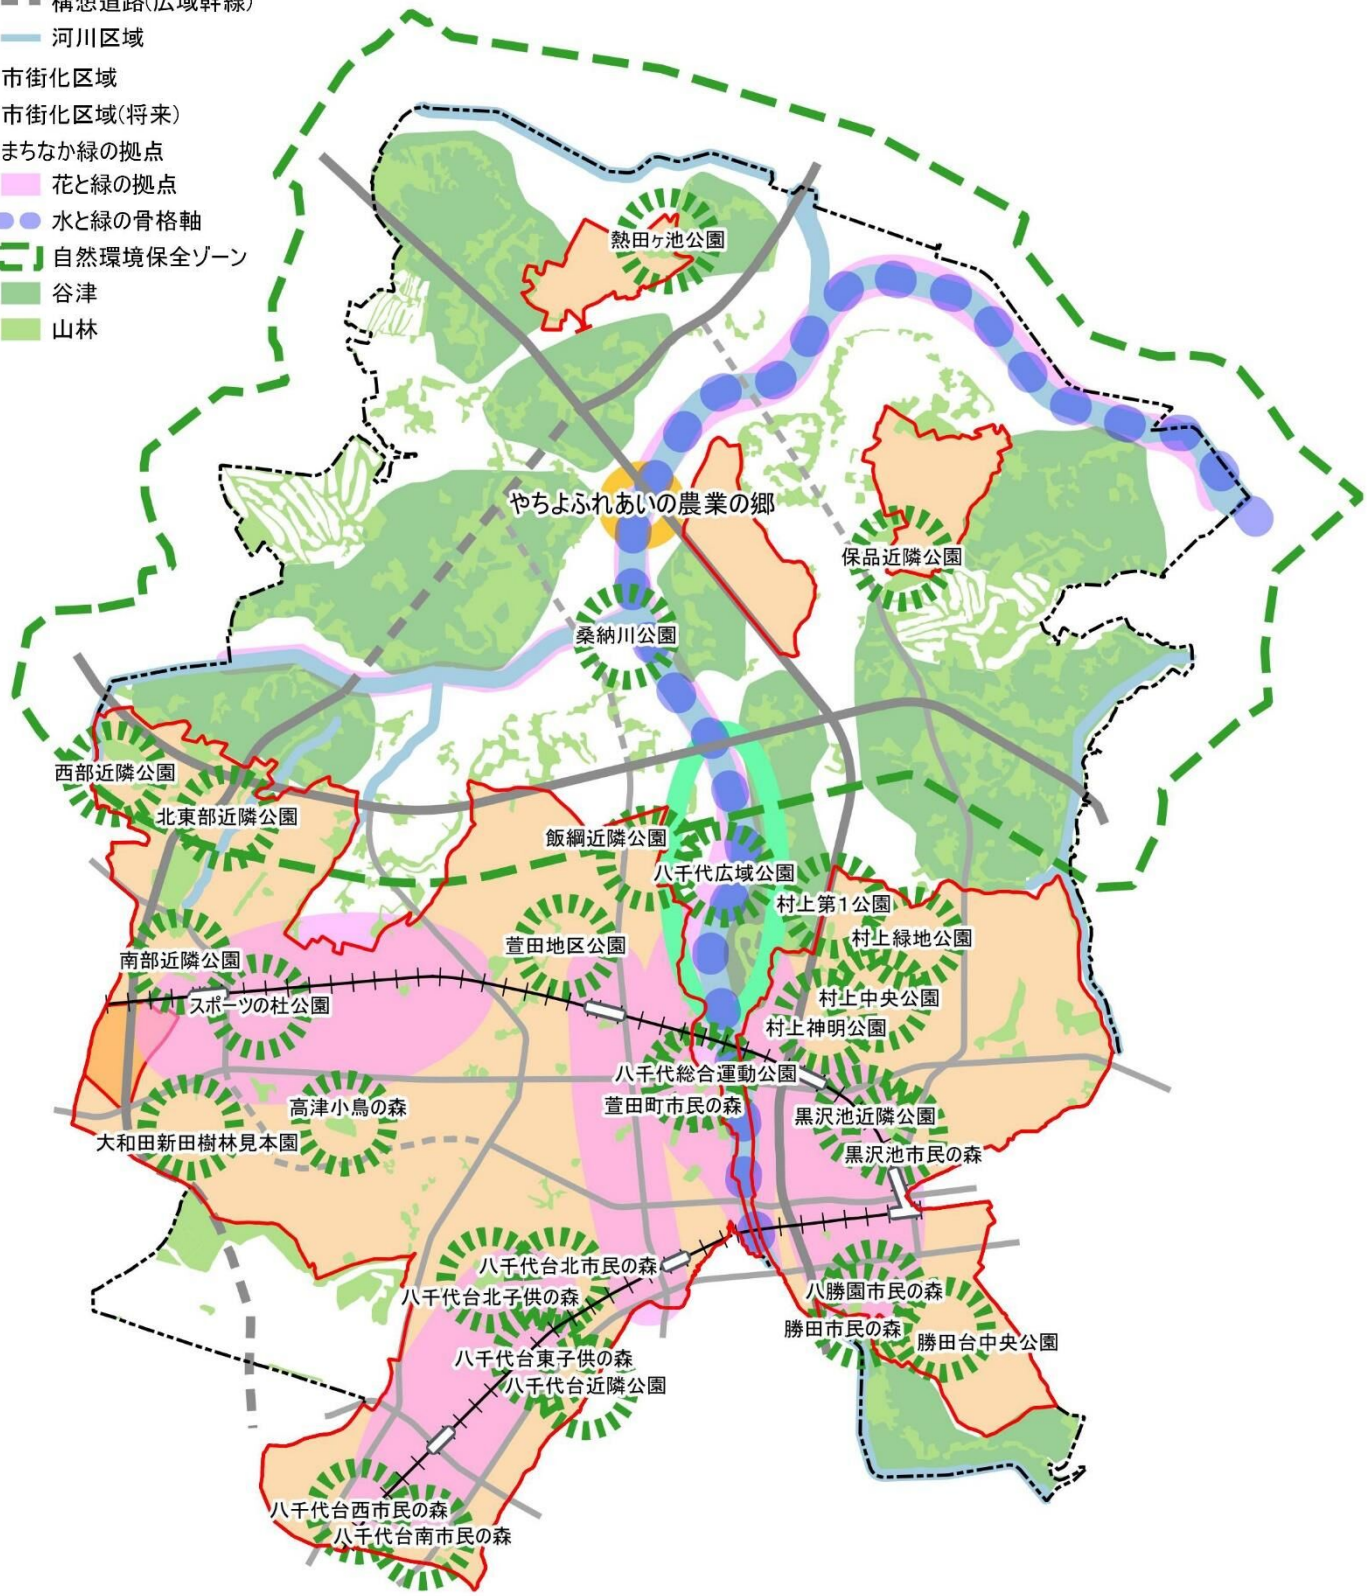 構想道路(広域幹線)
河川区域
市街化区域
市街化区域(将来)
まちなか緑の拠点
花と緑の拠点
水と緑の骨格軸
自然環境保全ゾーン
谷津
山林
熱田ヶ池公園
やちよふれあいの農業の郷
保品近隣公園
桑納川公園
西部近隣公園
北東部近隣公園
飯綱近隣公園
八千代広域公園
村上第1公園
萱田地区公園
村上緑地公園
南部近隣公園
スポーツの杜公園
村上中央公園
村上神明公園
八千代総合運動公園
萱田町市民の森
高津小鳥の森
黒沢池近隣公園
大和田新田樹林見本園
黒沢池市民の森
八千代台北市民の森
八千代台北子供の森
八勝園市民の森
勝田市民の森
勝田台中央公園
八千代台東子供の森
八千代台近隣公園
八千代台西市民の森
八千代台南市民の森